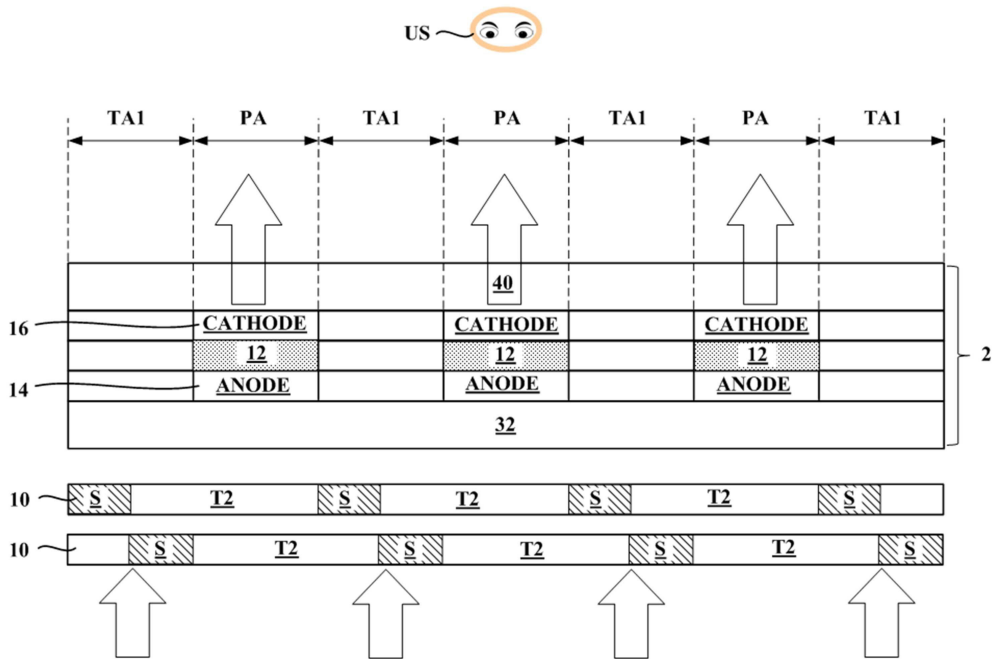 US
TA1 PA TA1 PA TA1 PA TA1
40
16 CATHODE CATHODE CATHODE
12 12 12 2
14 ANODE ANODE ANODE
32
10 S T2 S T2 S T2 S
10 S T2 S T2 S T2 S